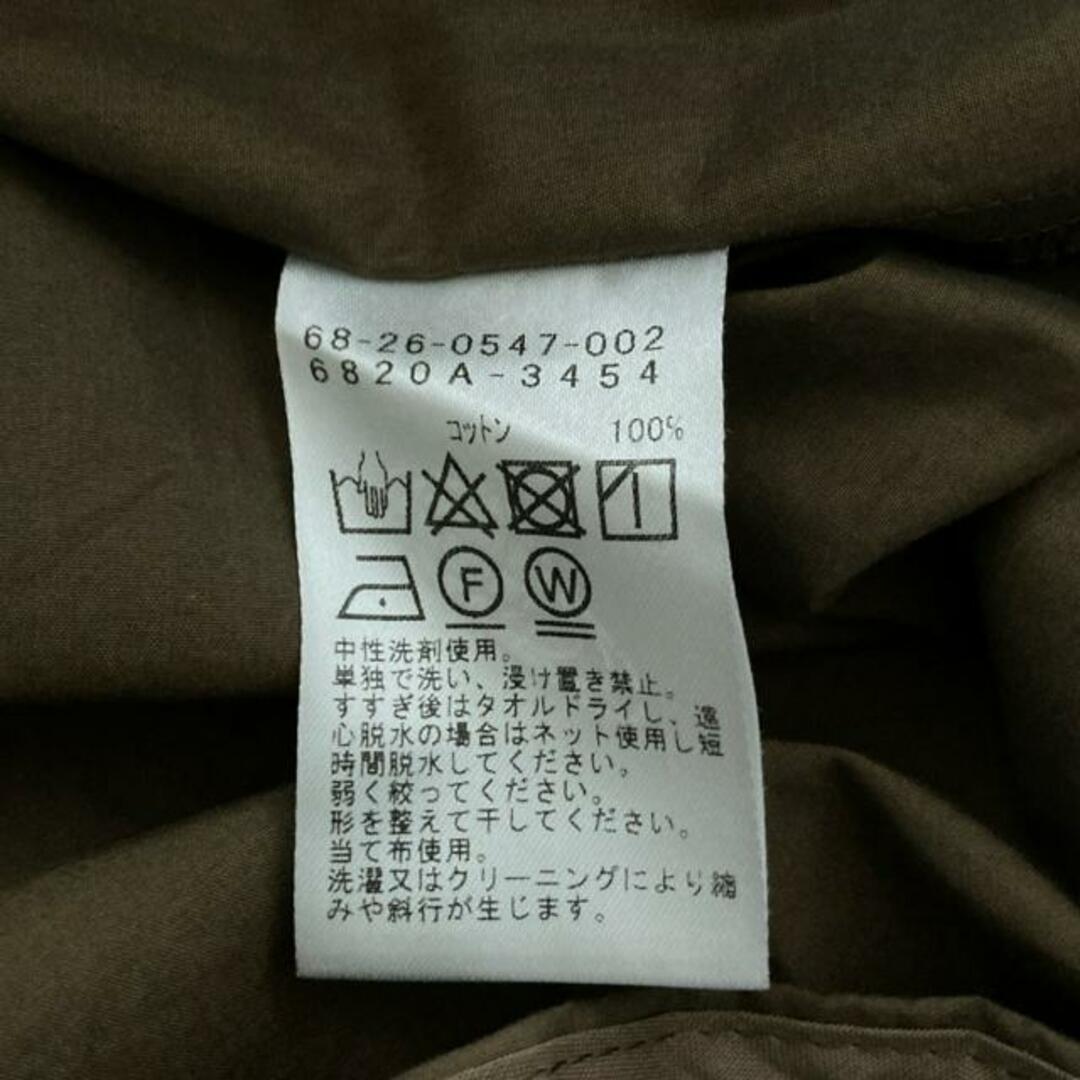 68-26-0547-002
6820A-3454
コットン 100%
F W
中性洗剤使用。
単独で洗い、浸け置き禁止。
すすぎ後はタオルドライし、遠
心脱水の場合はネット使用し短
時間脱水してください。
弱く絞ってください。
形を整えて干してください。
当て布使用。
洗濯又はクリーニングにより縮
みや斜行が生じます。